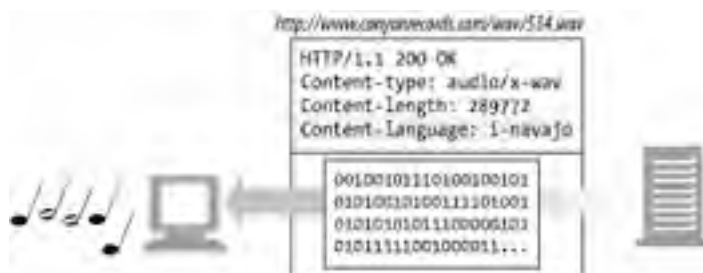 http://www.canyonrecords.com/wav/514.wav
HTTP/1.1 200 OK
Content-type: audio/x-wav
Content-length: 289772
Content-language: i-navajo
00100101110100100101
01010010100111101001
01010101011100000101
01011111001000011...